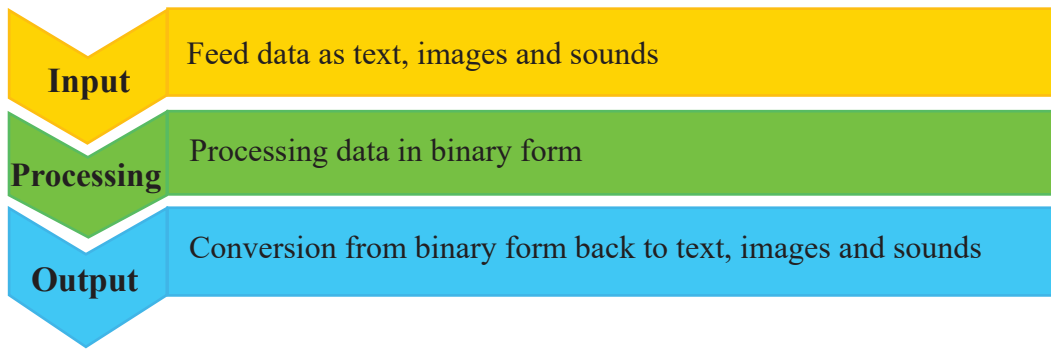 Input
Feed data as text, images and sounds
Processing
Processing data in binary form
Output
Conversion from binary form back to text, images and sounds